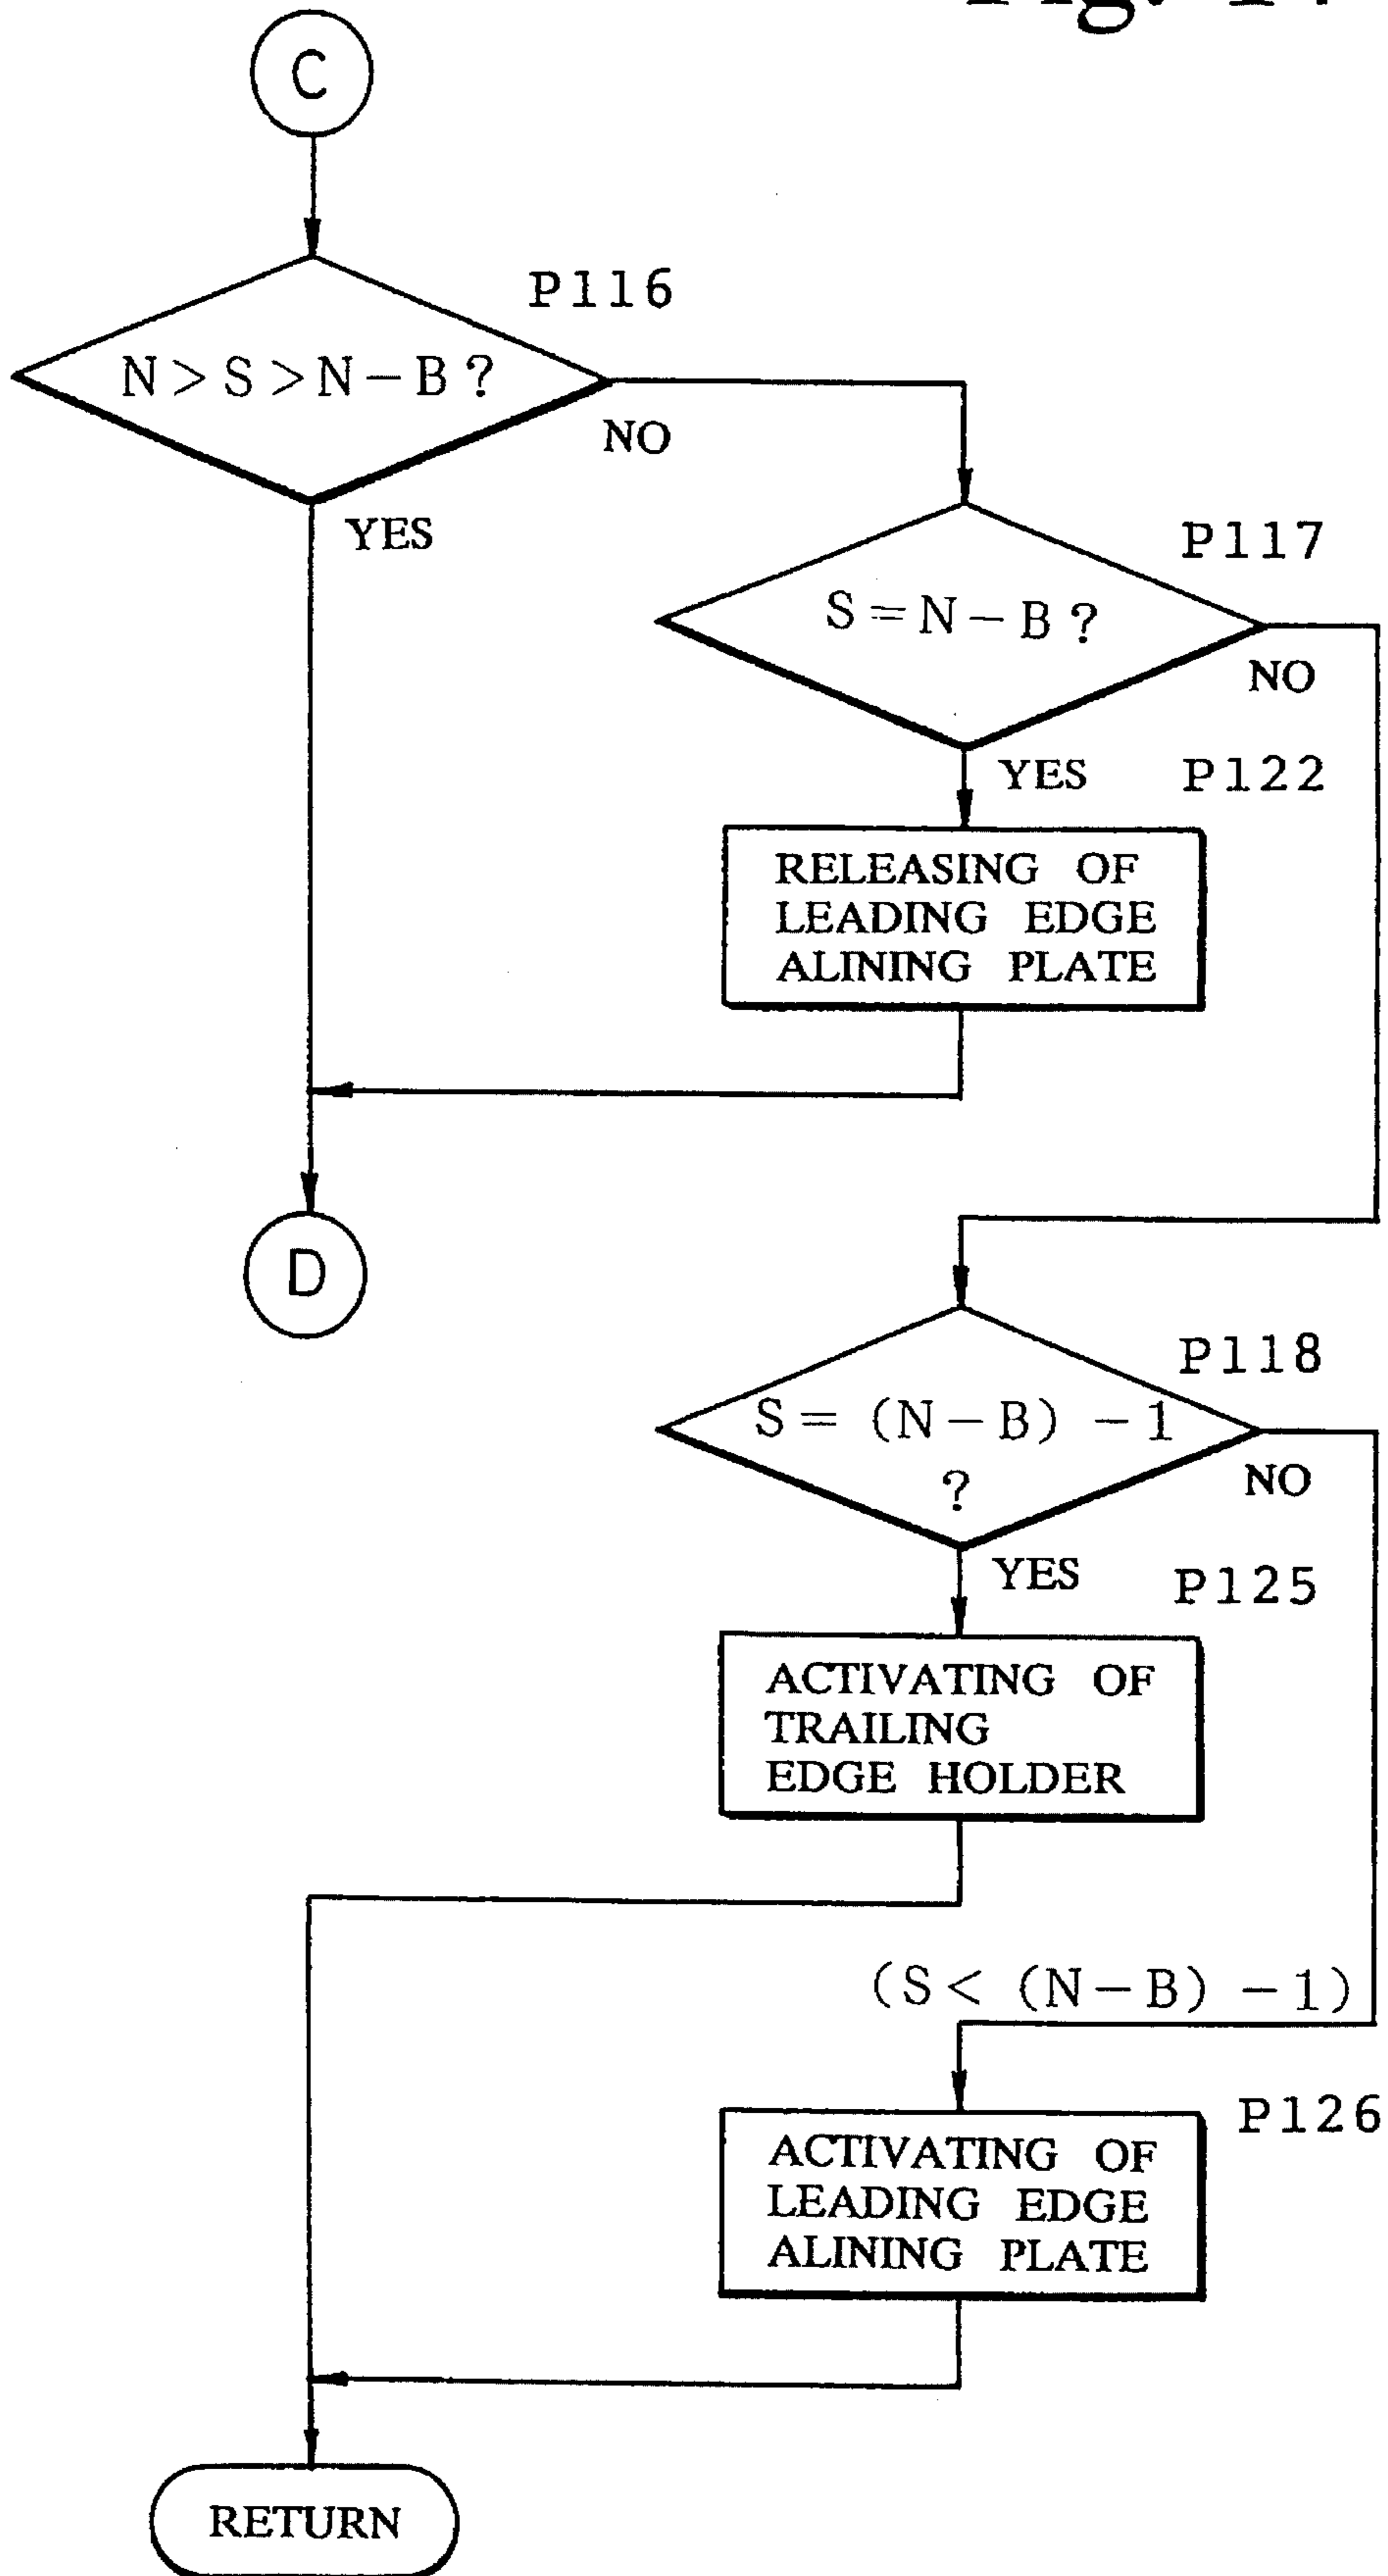 C
P116
N>S>N-B?
NO
YES
P117
S=N-B?
NO
YES
P122
RELEASING OF
LEADING EDGE
ALINING PLATE
D
P118
S=(N-B)-1
?
NO
YES
P125
ACTIVATING OF
TRAILING
EDGE HOLDER
(S<(N-B)-1)
P126
ACTIVATING OF
LEADING EDGE
ALINING PLATE
RETURN